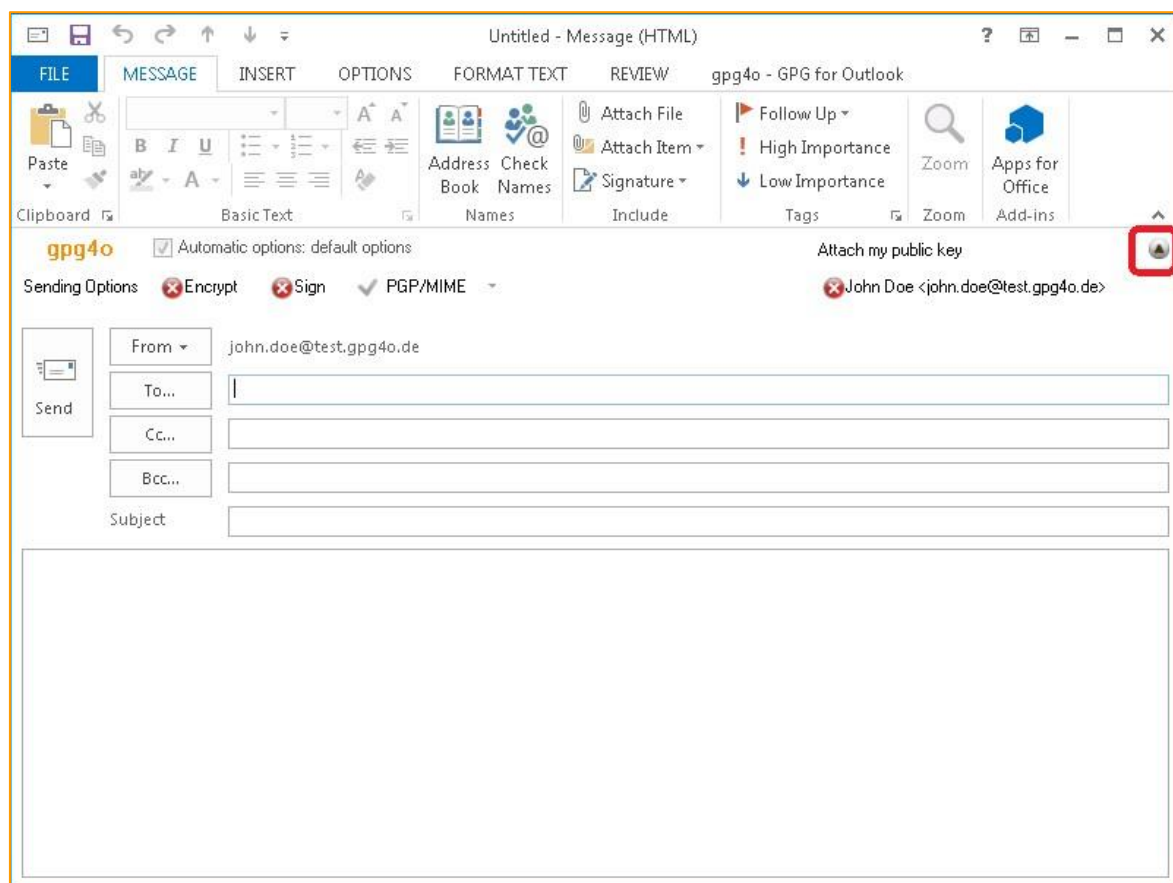 Untitled - Message (HTML)
FILE MESSAGE INSERT OPTIONS FORMAT TEXT REVIEW gpg4o - GPG for Outlook
Paste
B I U
A A
aby A
Address Book
Check Names
Attach File
Attach Item
Signature
Follow Up
High Importance
Low Importance
Zoom
Apps for Office
Clipboard Basic Text Names Include Tags Zoom Add-ins
gpg4o Automatic options: default options Attach my public key
Sending Options Encrypt Sign PGP/MIME John Doe <john.doe@test.gpg4o.de>
Send
From john.doe@test.gpg4o.de
To...
Cc...
Bcc...
Subject